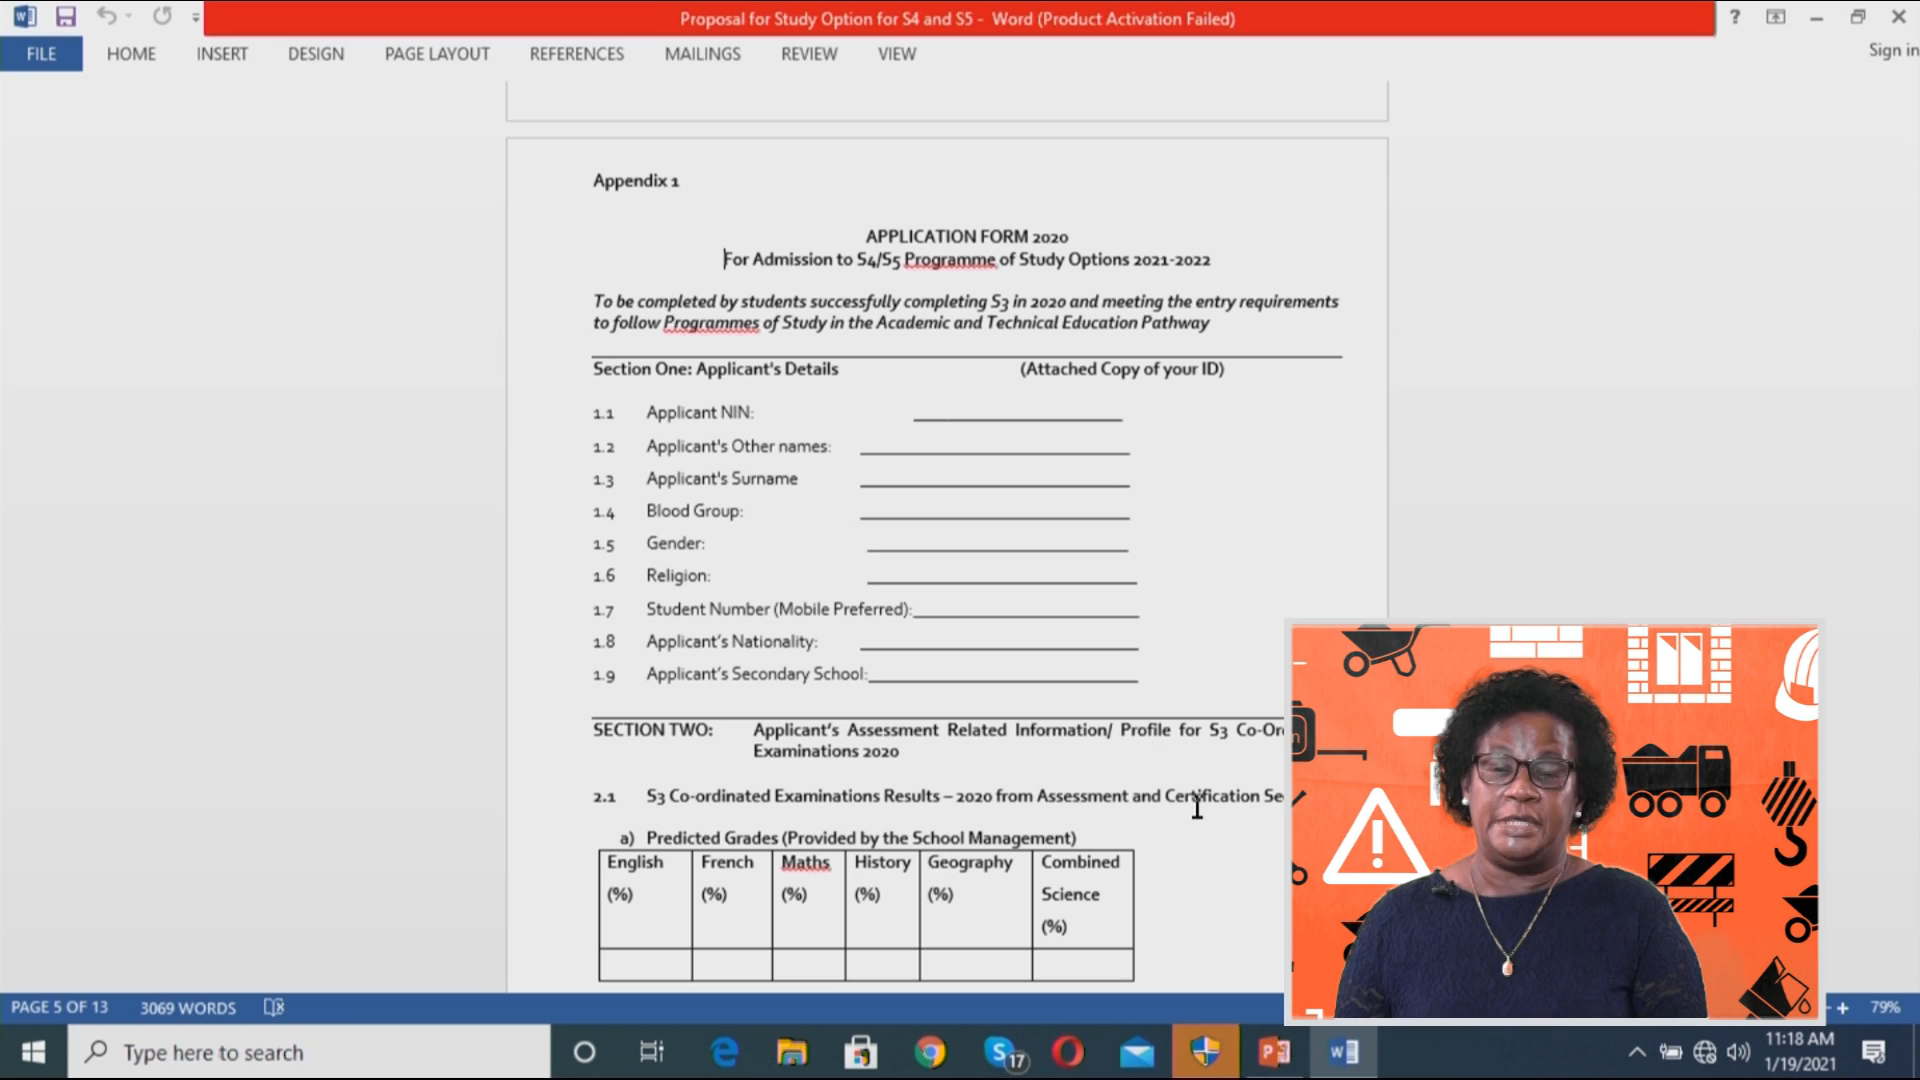 Proposal for Study Option for S4 and S5 - Word (Product Activation Failed)
?
FILE HOME INSERT DESIGN PAGE LAYOUT REFERENCES MAILINGS REVIEW VIEW Sign in
Appendix 1
APPLICATION FORM 2020
For Admission to S4/S5 Programme of Study Options 2021-2022
To be completed by students successfully completing S3 in 2020 and meeting the entry requirements
to follow Programmes of Study in the Academic and Technical Education Pathway
Section One: Applicant's Details (Attached Copy of your ID)
1.1 Applicant NIN:
1.2 Applicant's Other names:
1.3 Applicant's Surname
1.4 Blood Group:
1.5 Gender:
1.6 Religion:
1.7 Student Number (Mobile Preferred):
1.8 Applicant's Nationality:
1.9 Applicant's Secondary School:
SECTION TWO: Applicant's Assessment Related Information/ Profile for S3 Co-Or
Examinations 2020
2.1 S3 Co-ordinated Examinations Results – 2020 from Assessment and Certification Se
a) Predicted Grades (Provided by the School Management)
English French Maths History Geography Combined
(%) (%) (%) (%) (%) Science
(%)
PAGE 5 OF 13 3069 WORDS 79%
Type here to search
17
11:18 AM
1/19/2021